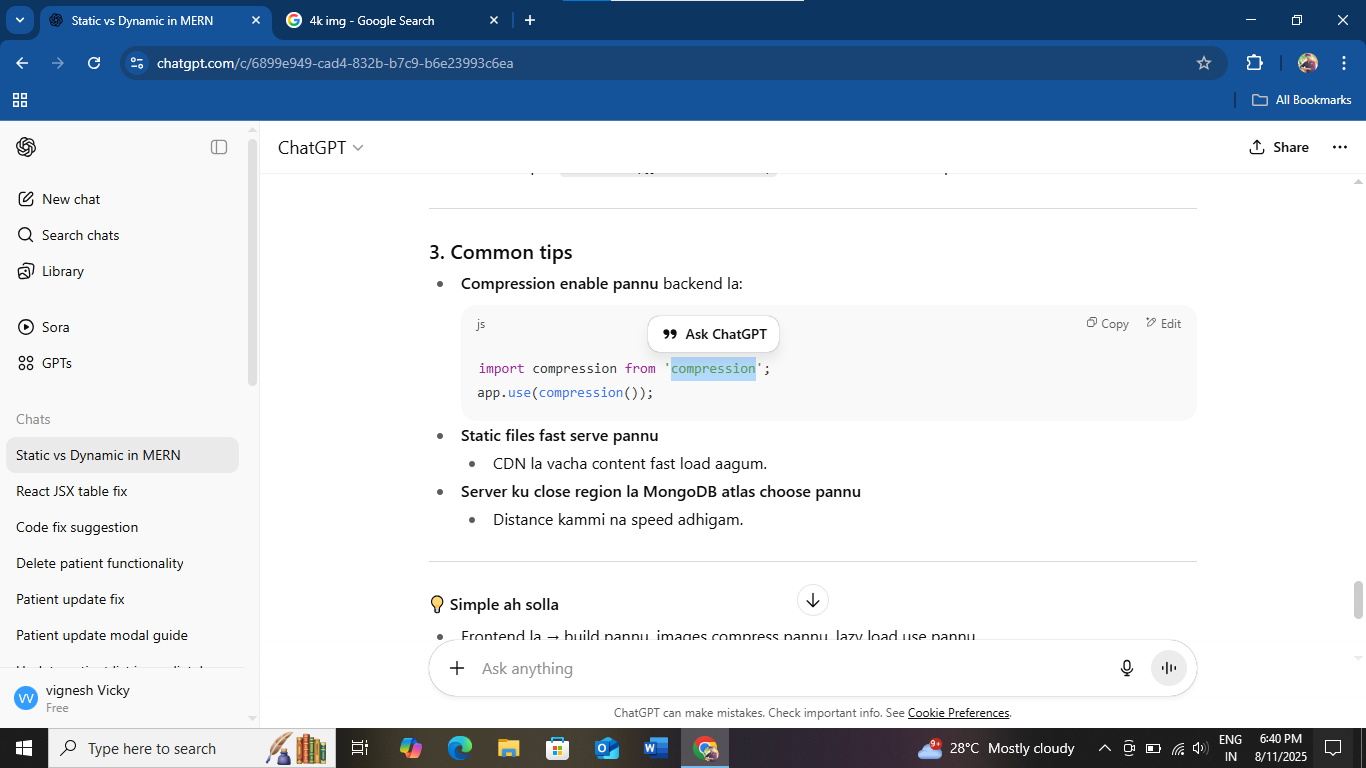 Static vs Dynamic in MERN
4k img - Google Search
chatgpt.com/c/6899e949-cad4-832b-b7c9-b6e23993c6ea
All Bookmarks
ChatGPT
Share
New chat
Search chats
Library
Sora
GPTs
Chats
Static vs Dynamic in MERN
React JSX table fix
Code fix suggestion
Delete patient functionality
Patient update fix
Patient update modal guide
vignesh Vicky
Free
VV
3. Common tips
Compression enable pannu backend la:
js
Ask ChatGPT
Copy
Edit
import compression from 'compression';
app.use(compression());
Static files fast serve pannu
CDN la vacha content fast load aagum.
Server ku close region la MongoDB atlas choose pannu
Distance kammi na speed adhigam.
Simple ah solla
Frontend la → build pannu, images compress pannu, lazy load use pannu
Ask anything
ChatGPT can make mistakes. Check important info. See Cookie Preferences.
Type here to search
9+
28°C Mostly cloudy
ENG
IN
6:40 PM
8/11/2025